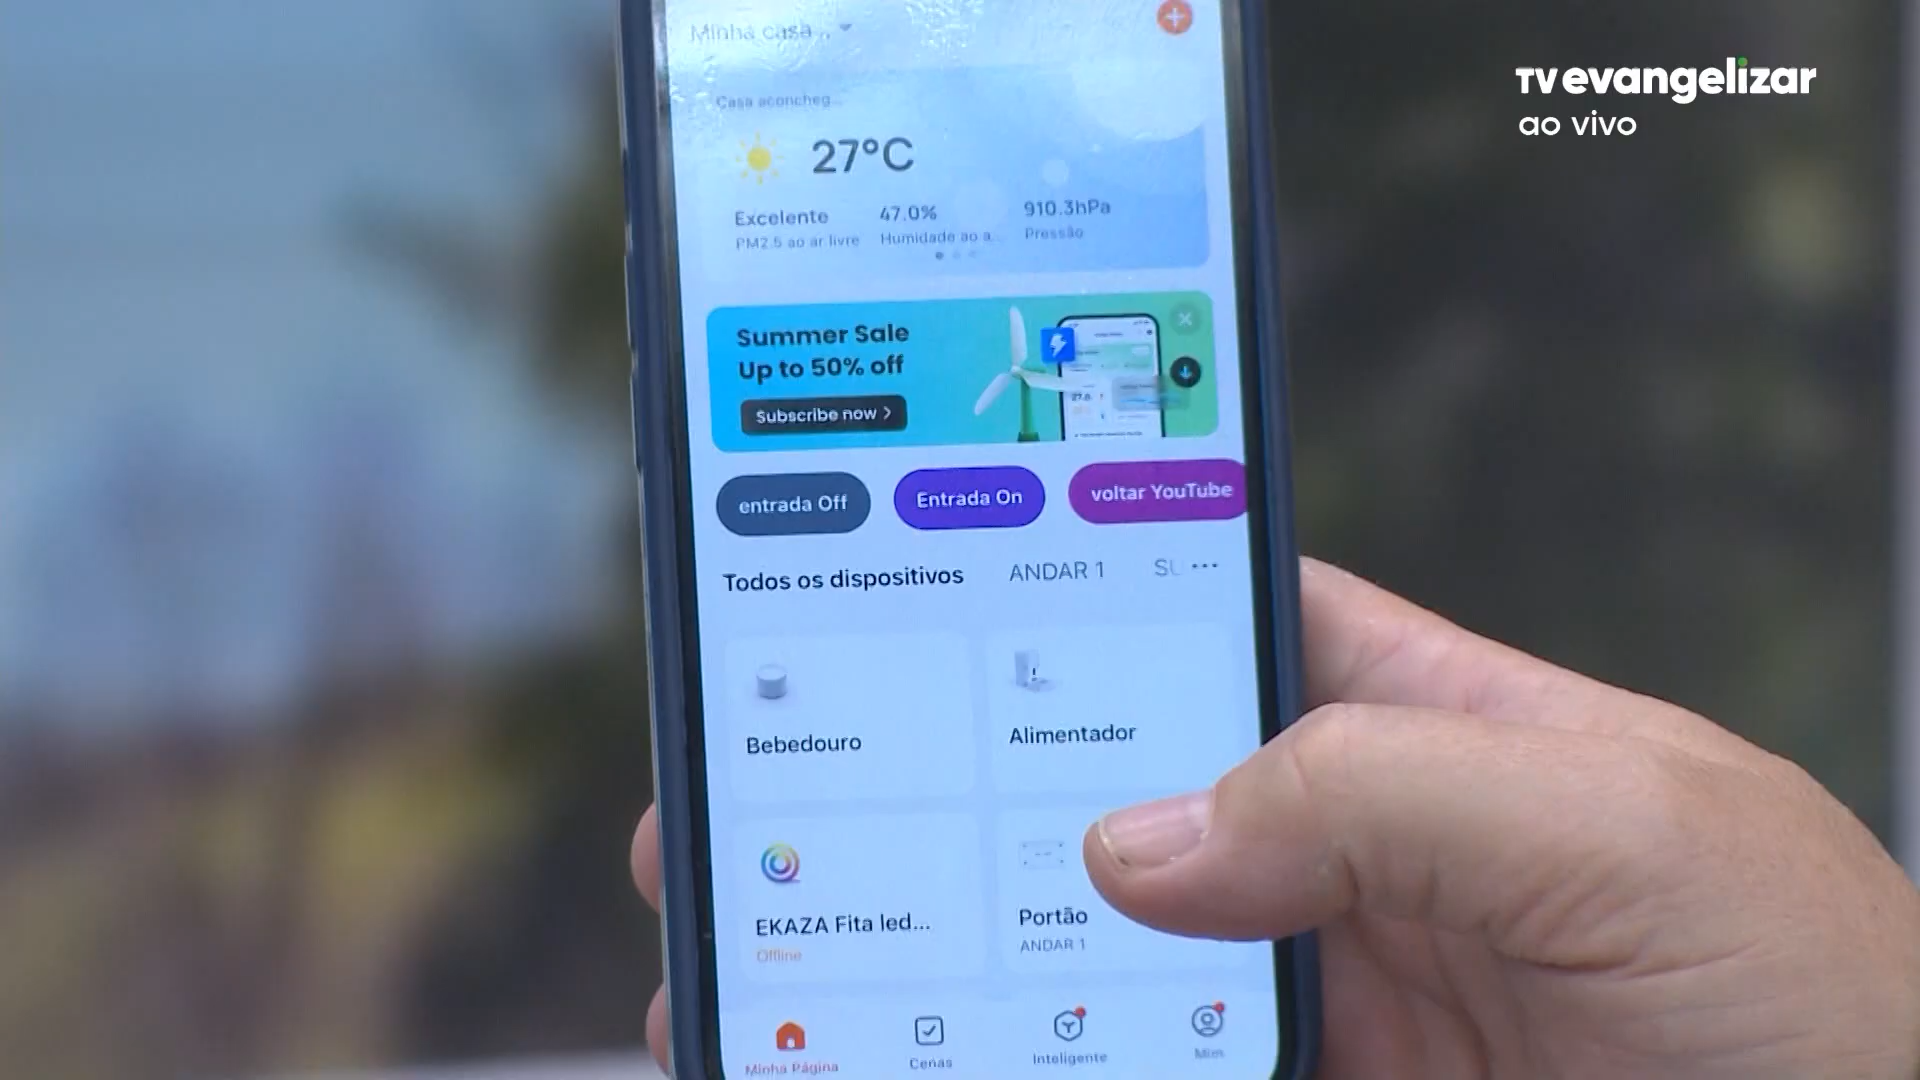 Minha casa ..
TV evangelizar
ao vivo
Casa aconcheg...
27°C
Excelente
47.0%
910.3hPa
PM2.5 ao ar livre
Humidade ao a...
Pressão
Summer Sale
Up to 50% off
Subscribe now >
entrada Off
Entrada On
voltar YouTube
Todos os dispositivos
ANDAR 1
SU ...
Bebedouro
Alimentador
EKAZA Fita led...
Offline
Portão
ANDAR 1
Minha Página
Cenas
Inteligente
Mim